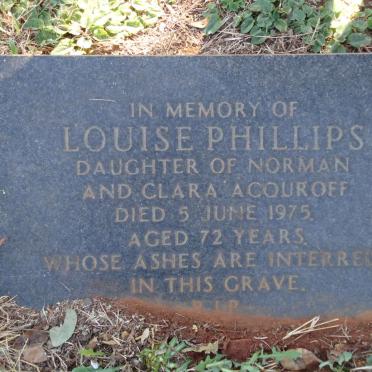 IN MEMORY OF
LOUISE PHILLIPS
DAUGHTER OF NORMAN
AND CLARA ACOUROFF
DIED 5 JUNE 1975.
AGED 72 YEARS.
WHOSE ASHES ARE INTERRED
IN THIS GRAVE.
R.I.P.